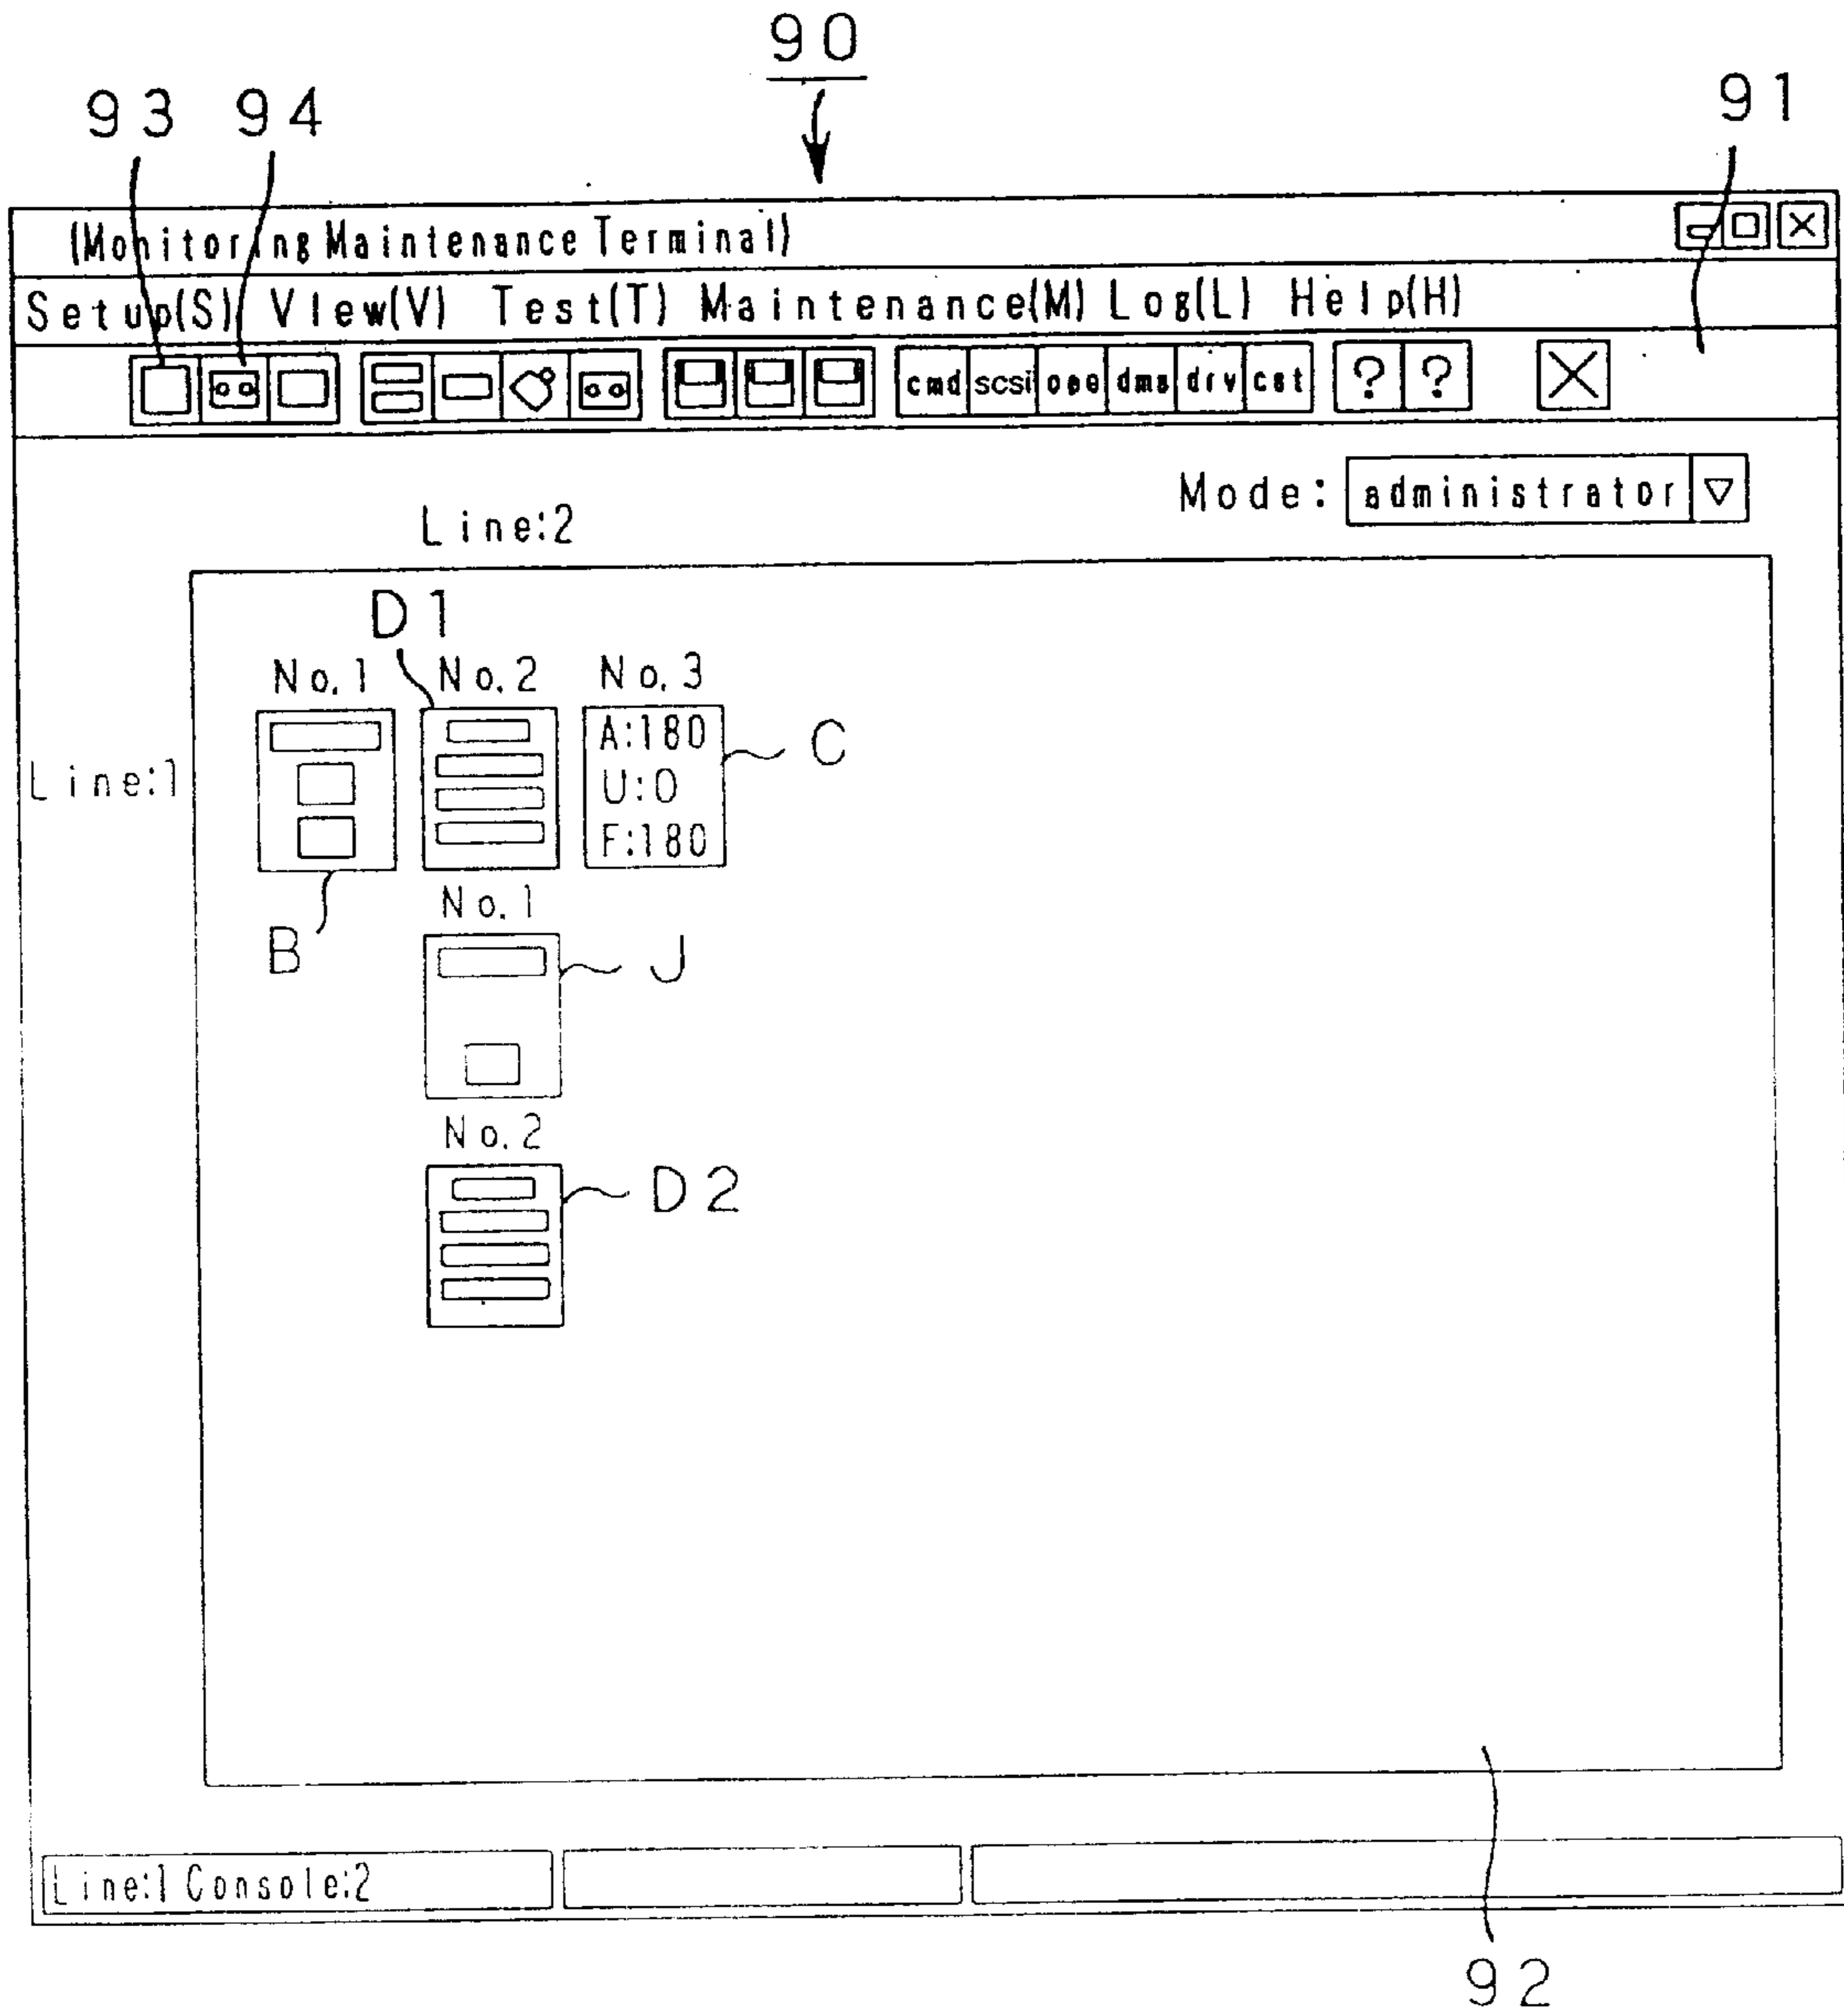 90
93 94 91
(Monitoring Maintenance Terminal)
Setup(S) View(V) Test(T) Maintenance(M) Log(L) Help(H)
cmd scsi dms drv cst ? ?
Mode: administrator
Line:2
D1
No.1 No.2 No.3
Line:1
A:180
U:0
F:180
C
B
No.1
J
No.2
D2
Line:1 Console:2
92